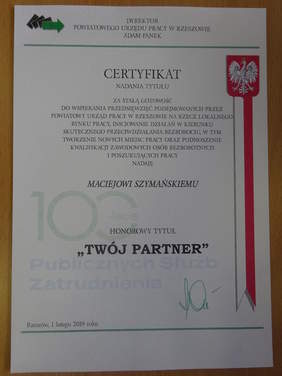 DYREKTOR
POWIATOWEGO URZĘDU PRACY W RZESZOWIE
ADAM PANEK
CERTYFIKAT
NADANIA TYTUŁU
ZA STAŁĄ GOTOWOŚĆ
DO WSPIERANIA PRZEDSIĘWZIĘĆ PODEJMOWANYCH PRZEZ
POWIATOWY URZĄD PRACY W RZESZOWIE NA RZECZ LOKALNEGO
RYNKU PRACY, INICJOWANIE DZIAŁAŃ W KIERUNKU
SKUTECZNEGO PRZECIWDZIAŁANIA BEZROBOCIU, W TYM
TWORZENIE NOWYCH MIEJSC PRACY ORAZ PODNOSZENIE
KWALIFIKACJI ZAWODOWYCH OSÓB BEZROBOTNYCH
I POSZUKUJĄCYCH PRACY
NADAJĘ
MACIEJOWI SZYMAŃSKIEMU
100
HONOROWY TYTUŁ
„TWÓJ PARTNER”
Publicznych Służb
Zatrudnienia
Rzeszów, 1 lutego 2019 roku